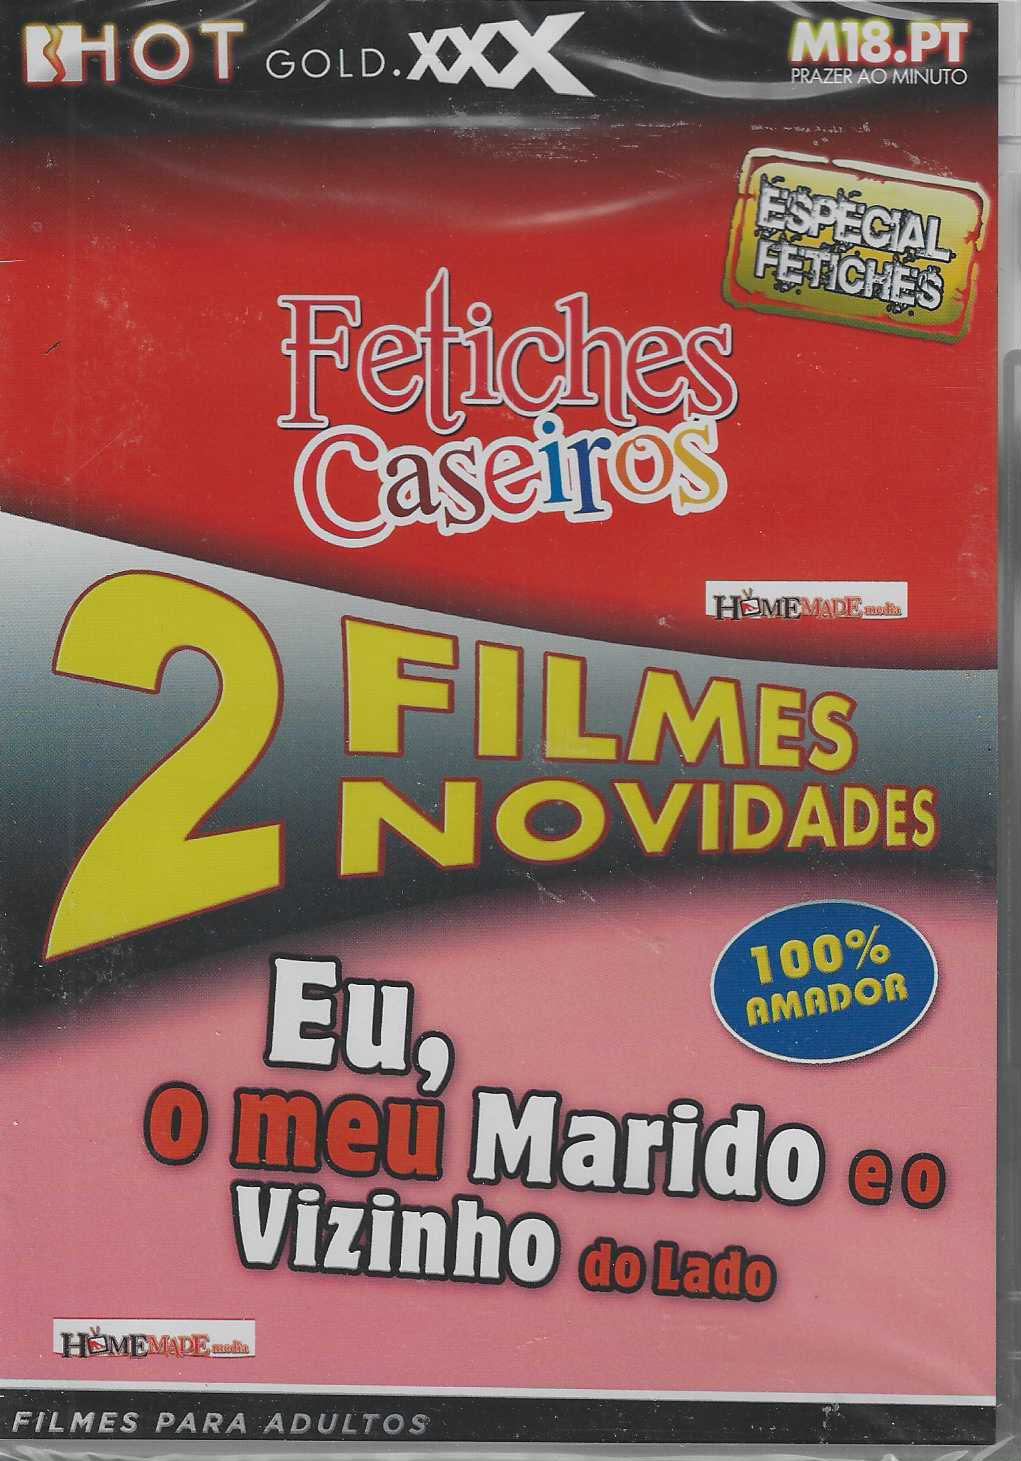 HOT GOLD.XXX
M18.PT
PRAZER AO MINUTO
ESPECIAL
FETICHES
Fetiches
Caseiros
HOMEMADE media
2 FILMES
NOVIDADES
100%
AMADOR
Eu,
o meu Marido e o
Vizinho do Lado
HOMEMADE media
FILMES PARA ADULTOS